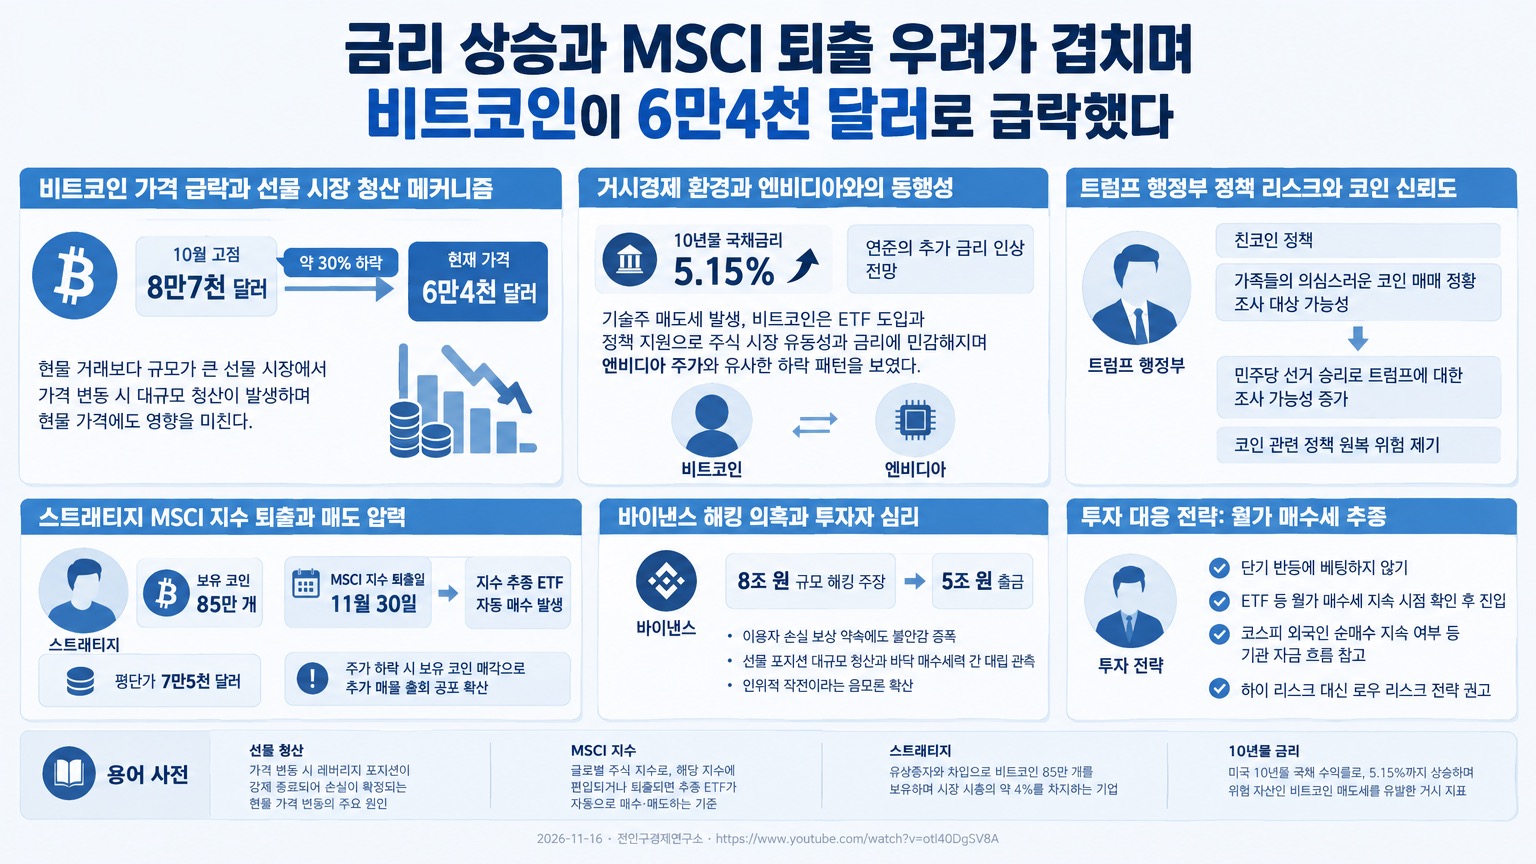 금리 상승과 MSCI 퇴출 우려가 겹치며
비트코인이 6만4천 달러로 급락했다
비트코인 가격 급락과 선물 시장 청산 메커니즘
10월 고점
8만7천 달러
약 30% 하락
현재 가격
6만4천 달러
현물 거래보다 규모가 큰 선물 시장에서
가격 변동 시 대규모 청산이 발생하며
현물 가격에도 영향을 미친다.
거시경제 환경과 엔비디아와의 동행성
10년물 국채금리
5.15%
연준의 추가 금리 인상
전망
기술주 매도세 발생, 비트코인은 ETF 도입과
정책 지원으로 주식 시장 유동성과 금리에 민감해지며
엔비디아 주가와 유사한 하락 패턴을 보였다.
비트코인
엔비디아
트럼프 행정부 정책 리스크와 코인 신뢰도
트럼프 행정부
친코인 정책
가족들의 의심스러운 코인 매매 정황
조사 대상 가능성
민주당 선거 승리로 트럼프에 대한
조사 가능성 증가
코인 관련 정책 원복 위험 제기
스트래티지 MSCI 지수 퇴출과 매도 압력
스트래티지
보유 코인
85만 개
MSCI 지수 퇴출일
11월 30일
지수 추종 ETF
자동 매수 발생
평단가 7만5천 달러
주가 하락 시 보유 코인 매각으로
추가 매물 출회 공포 확산
바이낸스 해킹 의혹과 투자자 심리
바이낸스
8조 원 규모 해킹 주장
5조 원 출금
• 이용자 손실 보상 약속에도 불안감 증폭
• 선물 포지션 대규모 청산과 바닥 매수세력 간 대립 관측
• 인위적 작전이라는 음모론 확산
투자 대응 전략: 월가 매수세 추종
투자 전략
단기 반등에 베팅하지 않기
ETF 등 월가 매수세 지속 시점 확인 후 진입
코스피 외국인 순매수 지속 여부 등
기관 자금 흐름 참고
하이 리스크 대신 로우 리스크 전략 권고
용어 사전
선물 청산
가격 변동 시 레버리지 포지션이
강제 종료되어 손실이 확정되는
현물 가격 변동의 주요 원인
MSCI 지수
글로벌 주식 지수로, 해당 지수에
편입되거나 퇴출되면 추종 ETF가
자동으로 매수·매도하는 기준
스트래티지
유상증자와 차입으로 비트코인 85만 개를
보유하며 시장 시총의 약 4%를 차지하는 기업
10년물 금리
미국 10년물 국채 수익률로, 5.15%까지 상승하며
위험 자산인 비트코인 매도세를 유발한 거시 지표
2026-11-16 · 전인구경제연구소 · https://www.youtube.com/watch?v=otI40DgSV8A